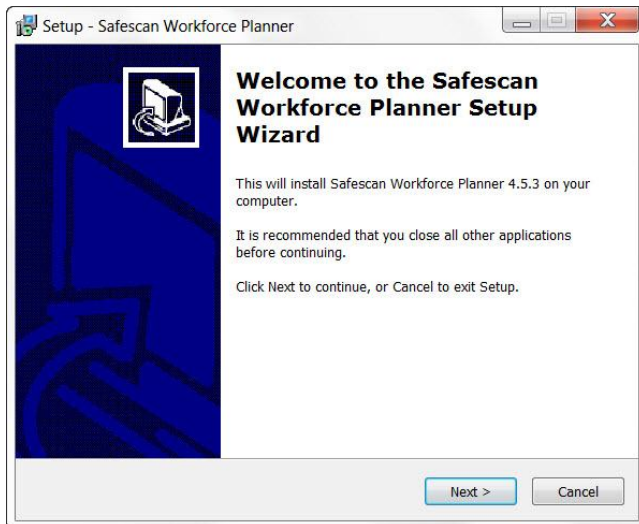 Setup - Safescan Workforce Planner
Welcome to the Safescan
Workforce Planner Setup
Wizard
This will install Safescan Workforce Planner 4.5.3 on your
computer.
It is recommended that you close all other applications
before continuing.
Click Next to continue, or Cancel to exit Setup.
Next >
Cancel